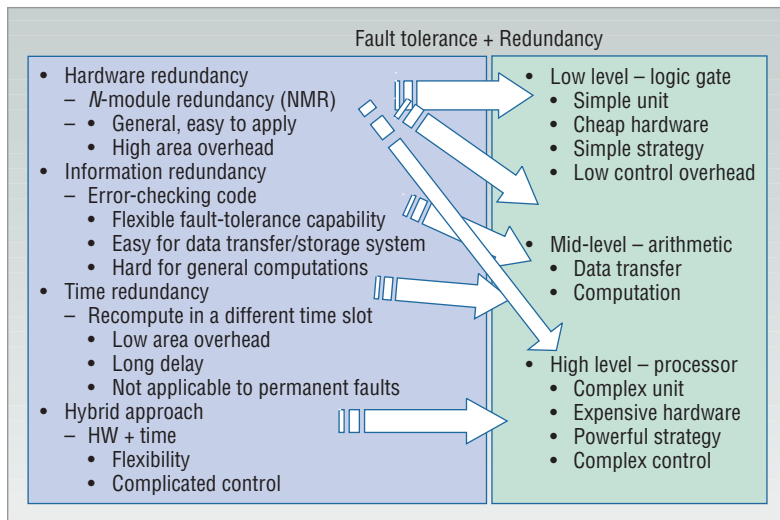 Fault tolerance + Redundancy
• Hardware redundancy
– N-module redundancy (NMR)
– • General, easy to apply
• High area overhead
• Information redundancy
– Error-checking code
• Flexible fault-tolerance capability
• Easy for data transfer/storage system
• Hard for general computations
• Time redundancy
– Recompute in a different time slot
• Low area overhead
• Long delay
• Not applicable to permanent faults
• Hybrid approach
– HW + time
• Flexibility
• Complicated control
• Low level – logic gate
• Simple unit
• Cheap hardware
• Simple strategy
• Low control overhead
• Mid-level – arithmetic
• Data transfer
• Computation
• High level – processor
• Complex unit
• Expensive hardware
• Powerful strategy
• Complex control